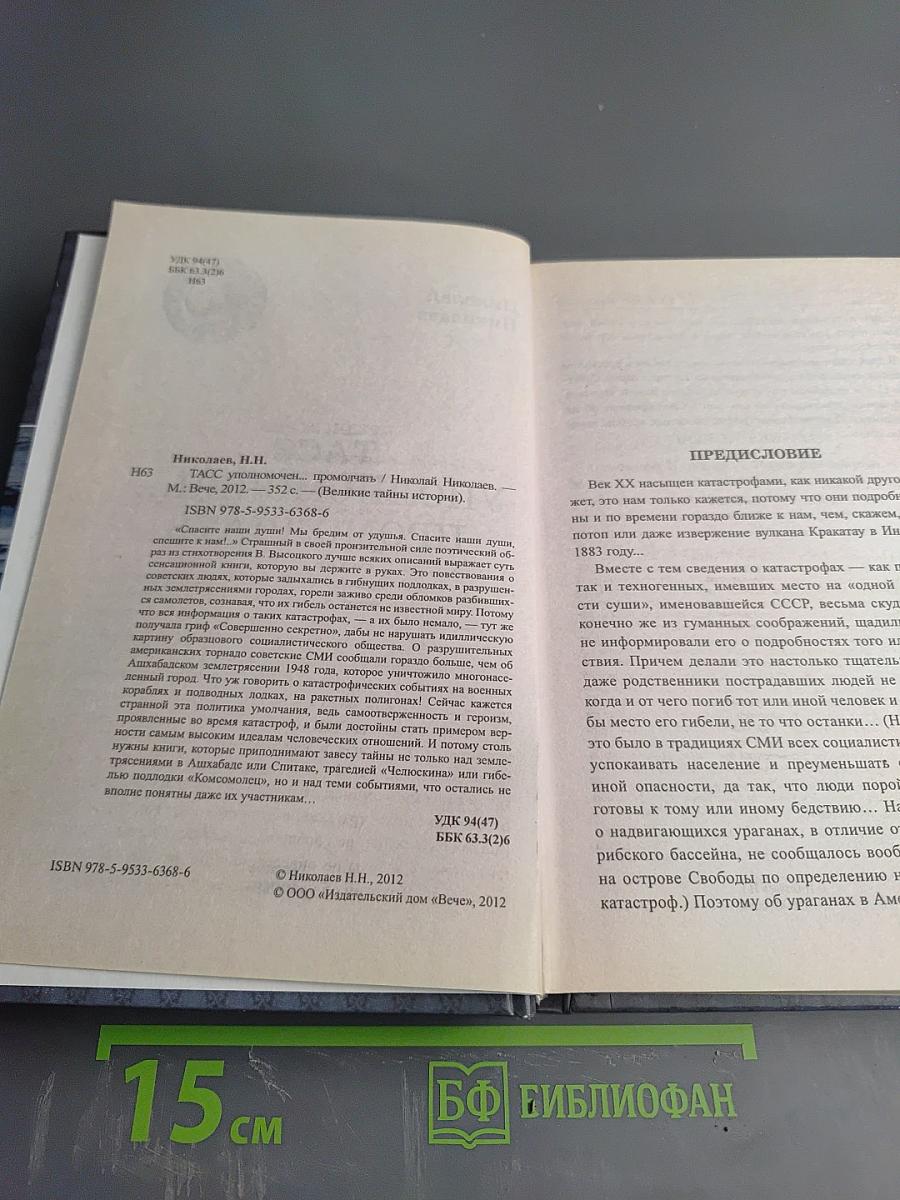 УДК 94(47)
ББК 63.3(2)6
Н63
Николаев, Н.Н.
Н63 ТАСС уполномочен... промолчать / Николай Николаев. —
М.: Вече, 2012. — 352 с. — (Великие тайны истории).
ISBN 978-5-9533-6368-6
«Спасите наши души! Мы бредим от удушья. Спасите наши души,
спешите к нам!..» Страшный в своей пронзительной силе поэтический об-
раз из стихотворения В. Высоцкого лучше всяких описаний выражает суть
сенсационной книги, которую вы держите в руках. Это повествования о
советских людях, которые задыхались в гибнущих подлодках, в разрушен-
ных землетрясениями городах, горели заживо среди обломков разбивших-
ся самолетов, сознавая, что их гибель останется не известной миру. Потому
что вся информация о таких катастрофах, — а их было немало, — тут же
получала гриф «Совершенно секретно», дабы не нарушать идиллическую
картину образцового социалистического общества. О разрушительных
американских торнадо советские СМИ сообщали гораздо больше, чем об
Ашхабадском землетрясении 1948 года, которое уничтожило многонасе-
ленный город. Что уж говорить о катастрофических событиях на военных
кораблях и подводных лодках, на ракетных полигонах! Сейчас кажется
странной эта политика умолчания, ведь самоотверженность и героизм,
проявленные во время катастроф, и были достойны стать примером вер-
ности самым высоким идеалам человеческих отношений. И потому столь
нужны книги, которые приподнимают завесу тайны не только над земле-
трясениями в Ашхабаде или Спитаке, трагедией «Челюскина» или гибе-
лью подлодки «Комсомолец», но и над теми событиями, что остались не
вполне понятны даже их участникам…
УДК 94(47)
ББК 63.3(2)6
ISBN 978-5-9533-6368-6
© Николаев Н.Н., 2012
© ООО «Издательский дом «Вече», 2012
ПРЕДИСЛОВИЕ
Век XX насыщен катастрофами, как никакой друго
жет, это нам только кажется, потому что они подробн
ны и по времени гораздо ближе к нам, чем, скажем,
потоп или даже извержение вулкана Кракатау в Ин
1883 году...
Вместе с тем сведения о катастрофах — как п
так и техногенных, имевших место на «одной
сти суши», именовавшейся СССР, весьма скуд
конечно же из гуманных соображений, щадили
не информировали его о подробностях того ил
ствия. Причем делали это настолько тщатель
даже родственники пострадавших людей не
когда и от чего погиб тот или иной человек и
бы место его гибели, не то что останки… (Н
это было в традициях СМИ всех социалисти
успокаивать население и преуменьшать
иной опасности, да так, что люди порой
готовы к тому или иному бедствию… На
о надвигающихся ураганах, в отличие от
рибского бассейна, не сообщалось вооб
на острове Свободы по определению н
катастроф.) Поэтому об ураганах в Аме
15 см
БФ БИБЛИОФАН